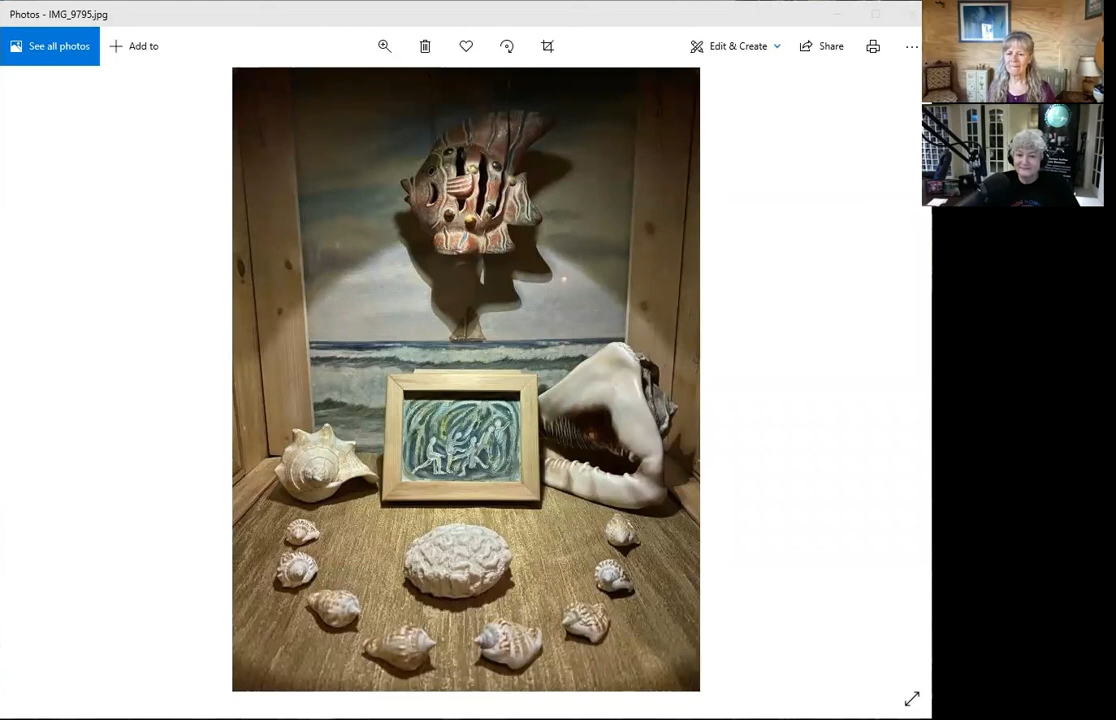 Photos - IMG_9795.jpg
See all photos
Add to
Edit & Create
Share